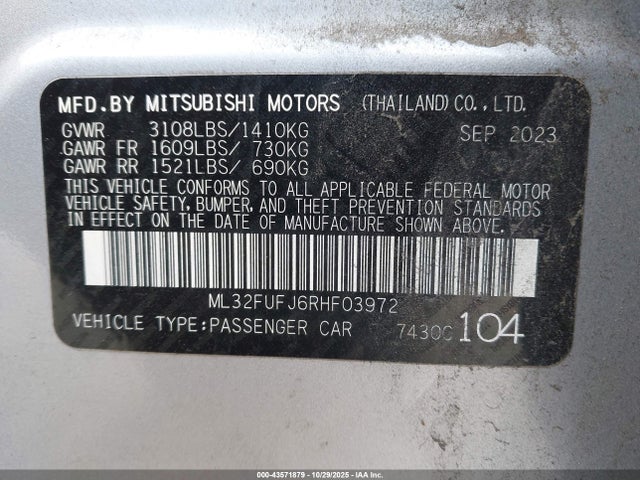 MFD.BY MITSUBISHI MOTORS (THAILAND) CO., LTD.
GVWR 3108LBS/1410KG SEP 2023
GAWR FR 1609LBS/ 730KG
GAWR RR 1521LBS/ 690KG
THIS VEHICLE CONFORMS TO ALL APPLICABLE FEDERAL MOTOR
VEHICLE SAFETY, BUMPER, AND THEFT PREVENTION STANDARDS
IN EFFECT ON THE DATE OF MANUFACTURE SHOWN ABOVE.
ML32FUFJ6RHF03972
VEHICLE TYPE:PASSENGER CAR 7430C 104
000-43571879 | 10/29/2025 | IAA Inc.